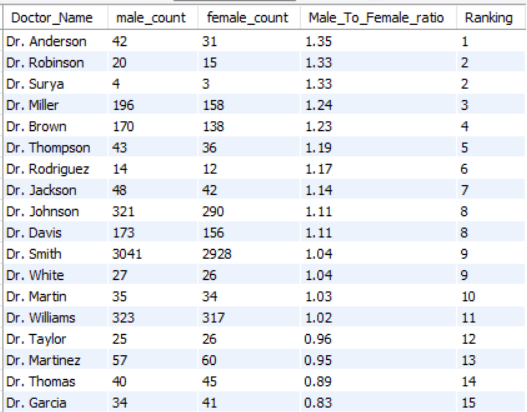 Doctor_Name male_count female_count Male_To_Female_ratio Ranking
Dr. Anderson 42 31 1.35 1
Dr. Robinson 20 15 1.33 2
Dr. Surya 4 3 1.33 2
Dr. Miller 196 158 1.24 3
Dr. Brown 170 138 1.23 4
Dr. Thompson 43 36 1.19 5
Dr. Rodriguez 14 12 1.17 6
Dr. Jackson 48 42 1.14 7
Dr. Johnson 321 290 1.11 8
Dr. Davis 173 156 1.11 8
Dr. Smith 3041 2928 1.04 9
Dr. White 27 26 1.04 9
Dr. Martin 35 34 1.03 10
Dr. Williams 323 317 1.02 11
Dr. Taylor 25 26 0.96 12
Dr. Martinez 57 60 0.95 13
Dr. Thomas 40 45 0.89 14
Dr. Garcia 34 41 0.83 15